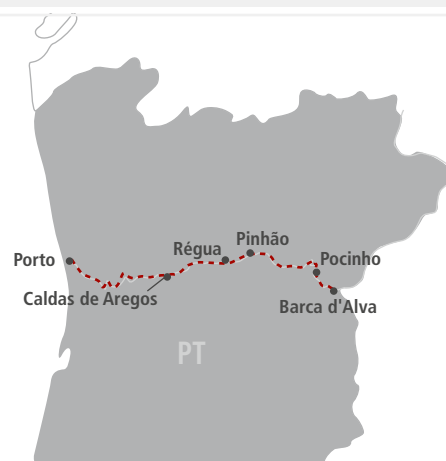 Pinhão
Régua
Porto
Pocinho
Caldas de Aregos
Barca d'Alva
PT